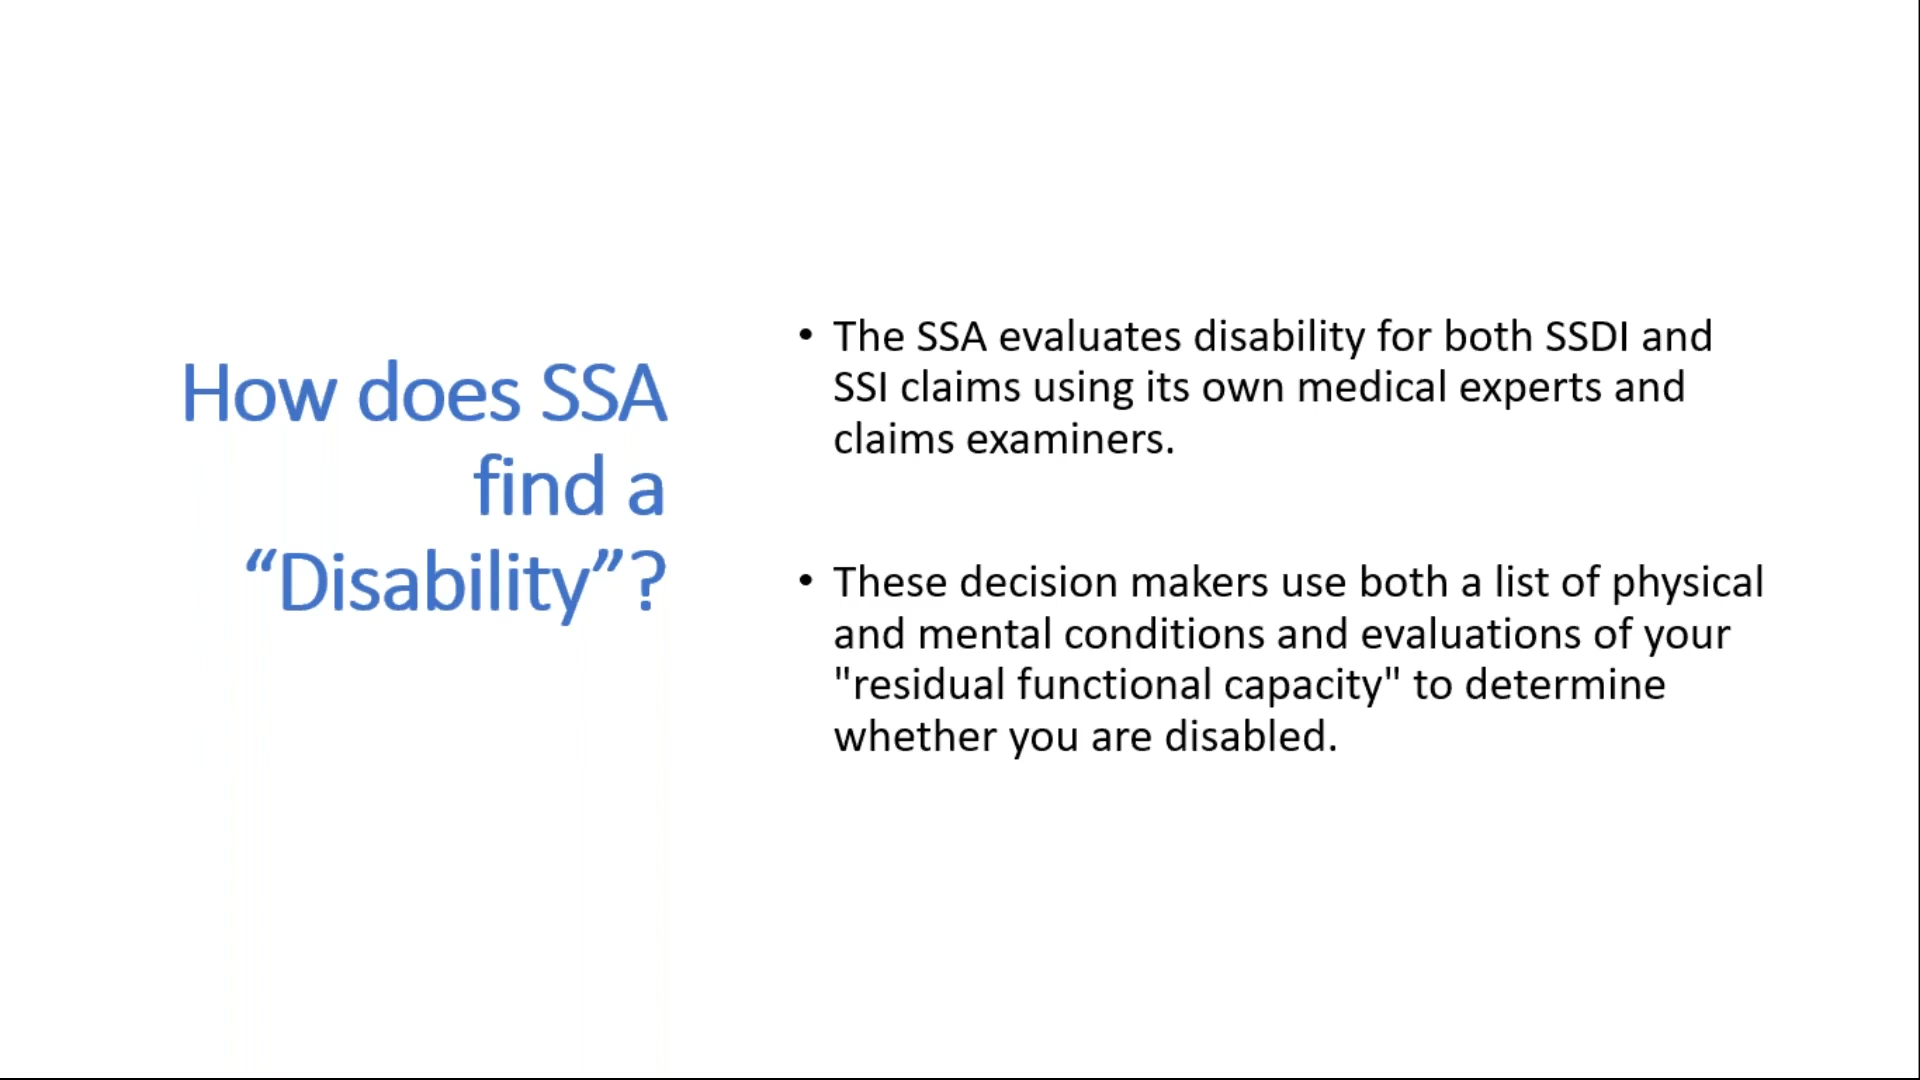 How does SSA
find a
“Disability”?
• The SSA evaluates disability for both SSDI and
SSI claims using its own medical experts and
claims examiners.
• These decision makers use both a list of physical
and mental conditions and evaluations of your
"residual functional capacity" to determine
whether you are disabled.